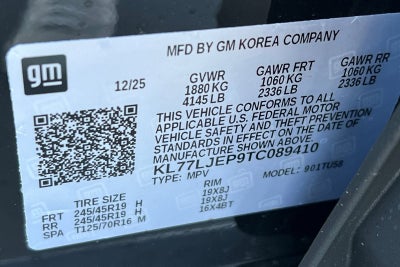 MFD BY GM KOREA COMPANY
gm
12/25
GVWR
1880 KG
4145 LB
GAWR FRT
1060 KG
2336 LB
GAWR RR
1060 KG
2336 LB
THIS VEHICLE CONFORMS TO ALL
APPLICABLE U.S. FEDERAL MOTOR
VEHICLE SAFETY AND THEFT PREVENTION
STANDARDS IN EFFECT ON THE DATE OF
MANUFACTURE SHOWN ABOVE.
KL77LJEP9TC089410
TYPE: MPV
MODEL: 901TU58
TIRE SIZE
RIM
FRT 245/45R19 H 19X8J
RR 245/45R19 H 19X8J
SPA T125/70R16 M 16X4BT